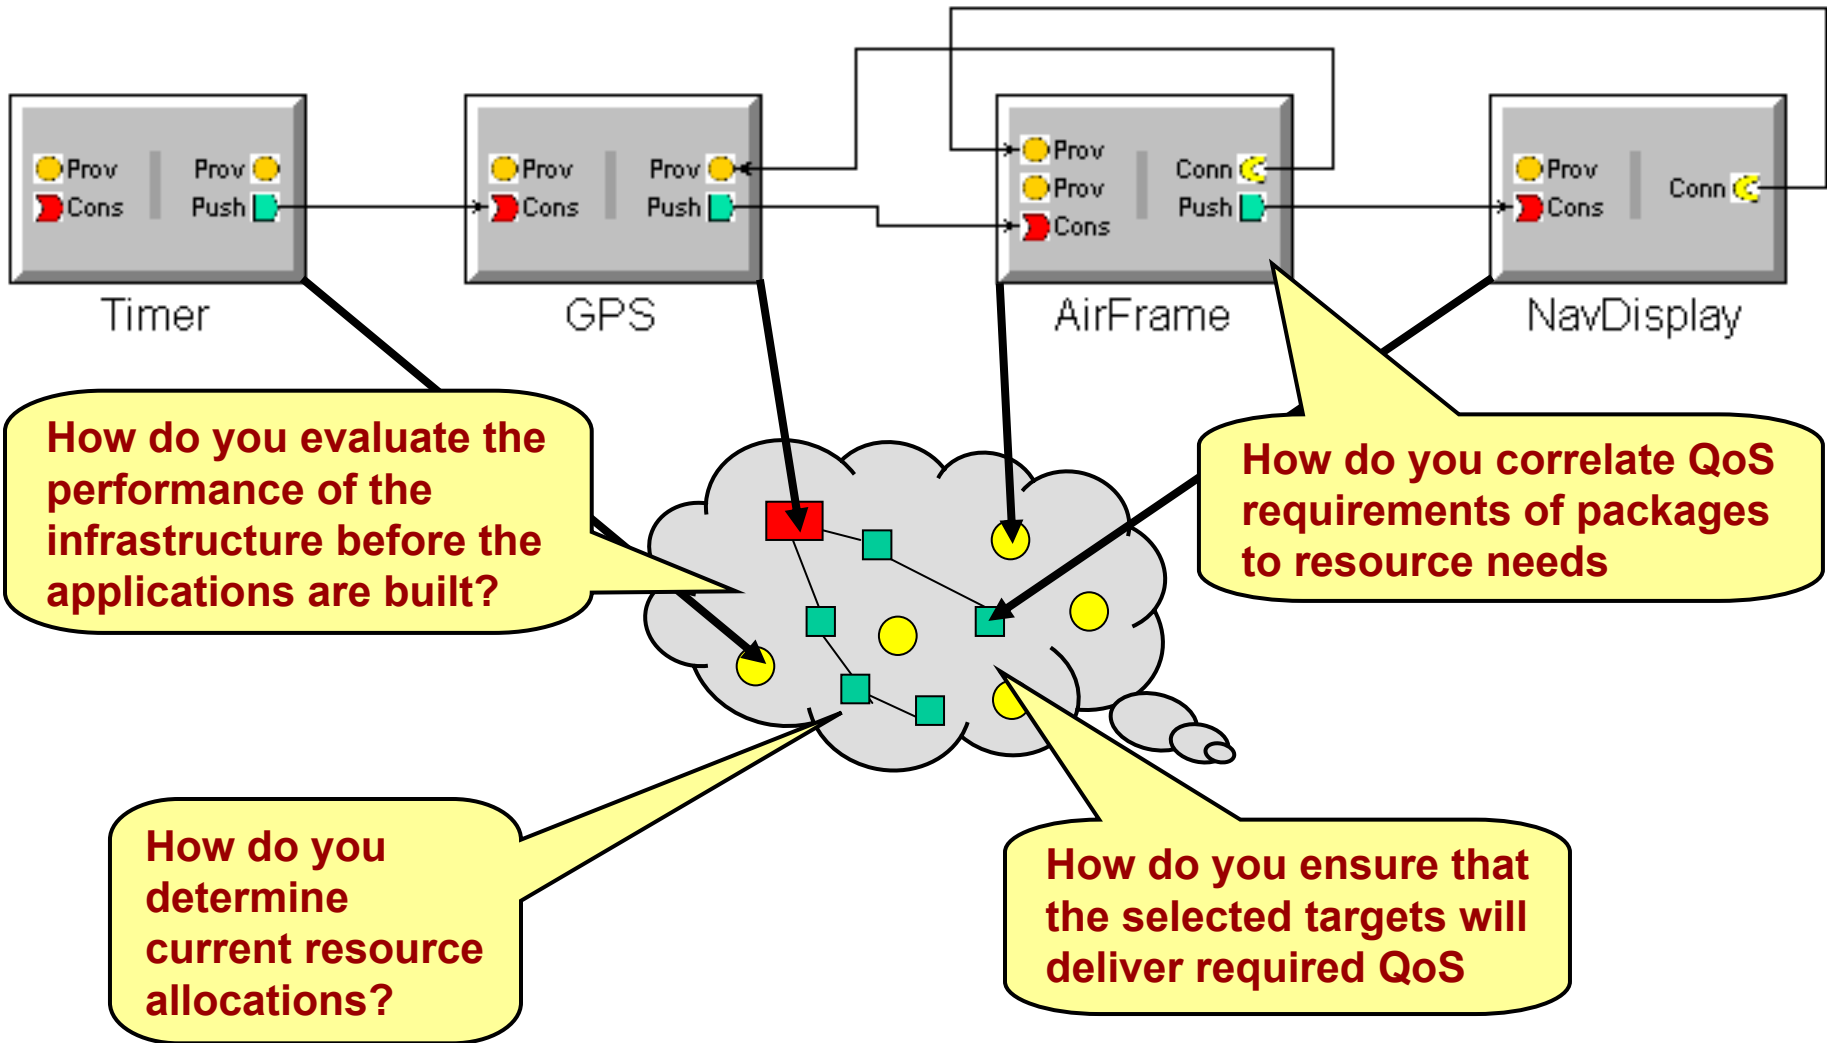 Prov
Cons
Prov
Push
Timer
Prov
Cons
Prov
Push
GPS
Prov
Prov
Cons
Conn
Push
AirFrame
Prov
Cons
Conn
NavDisplay
How do you evaluate the
performance of the
infrastructure before the
applications are built?
How do you correlate QoS
requirements of packages
to resource needs
How do you
determine
current resource
allocations?
How do you ensure that
the selected targets will
deliver required QoS